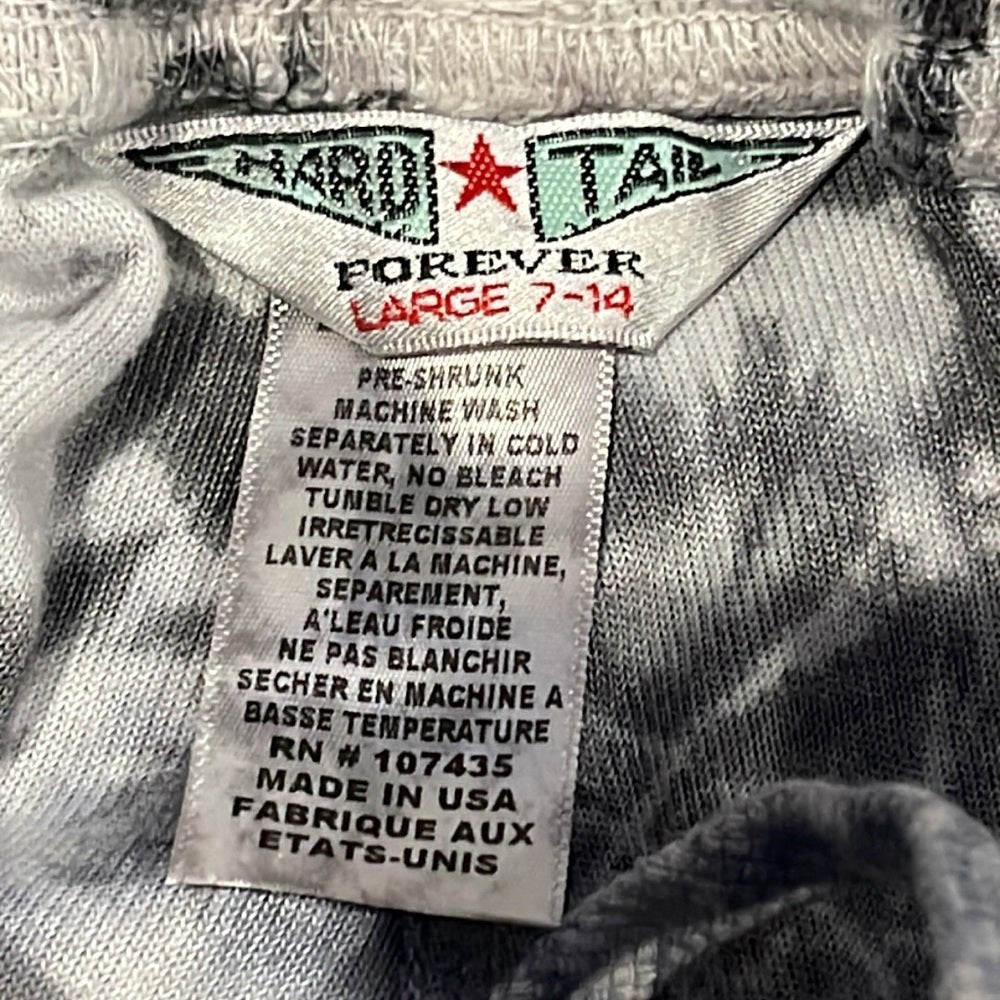 HARD TAIL
FOREVER
LARGE 7-14
PRE-SHRUNK
MACHINE WASH
SEPARATELY IN COLD
WATER, NO BLEACH
TUMBLE DRY LOW
IRRETRECISSABLE
LAVER A LA MACHINE,
SEPAREMENT,
A'LEAU FROIDE
NE PAS BLANCHIR
SECHER EN MACHINE A
BASSE TEMPERATURE
RN # 107435
MADE IN USA
FABRIQUE AUX
ETATS-UNIS